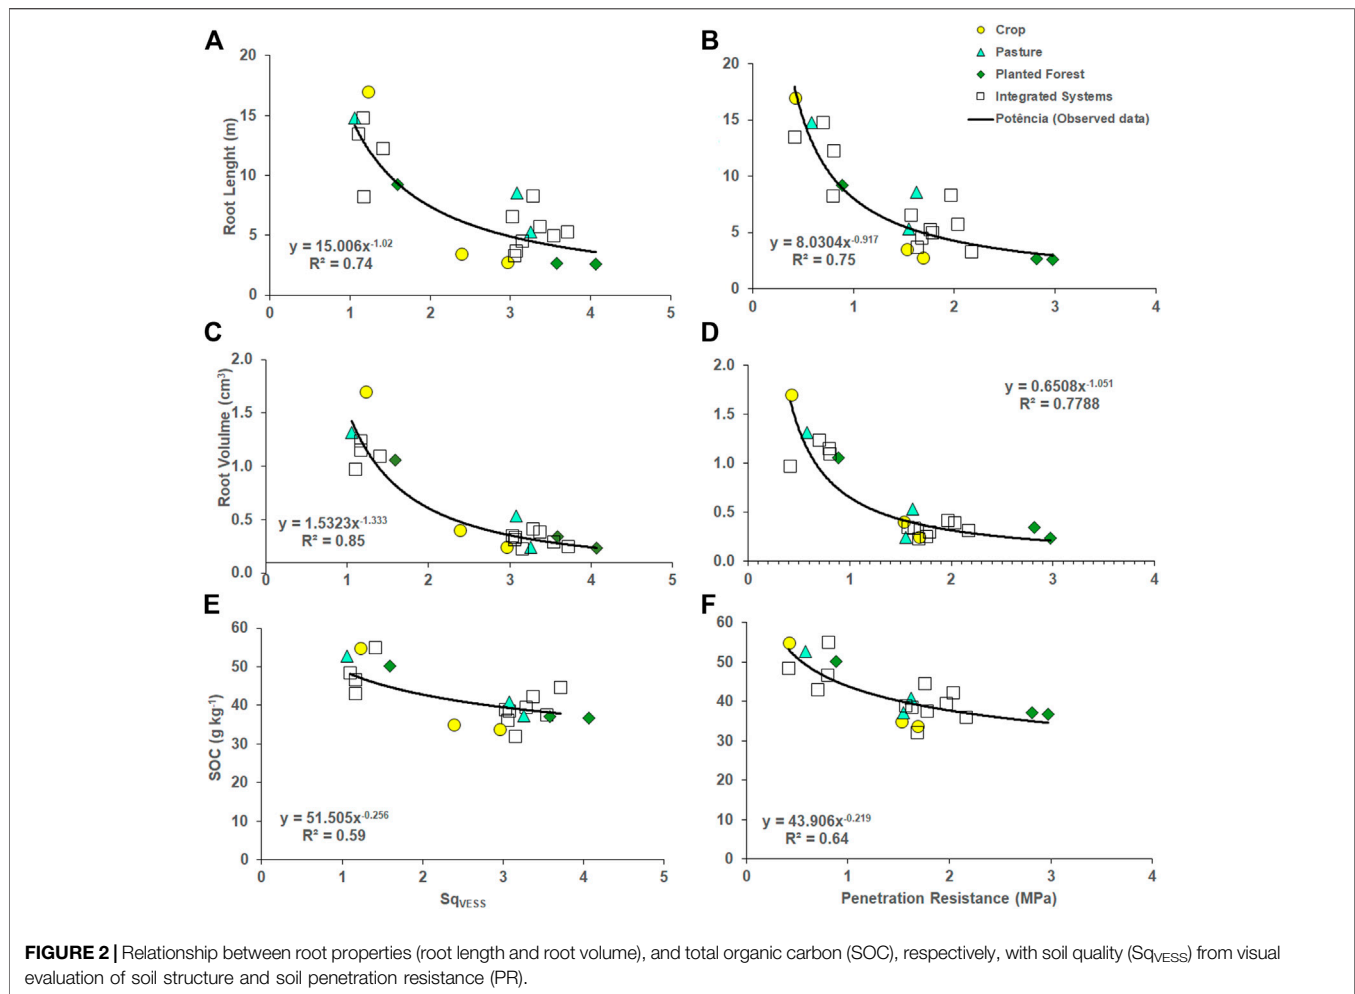 A
20
15
10
5
0
Root Lenght (m)
y = 15.006x^-1.02
R² = 0.74
0 1 2 3 4 5
B
20
15
10
5
0
y = 8.0304x^-0.917
R² = 0.75
0 1 2 3 4
Crop
Pasture
Planted Forest
Integrated Systems
Potência (Observed data)
C
2.0
1.5
1.0
0.5
0.0
Root Volulme (cm³)
y = 1.5323x^-1.333
R² = 0.85
0 1 2 3 4 5
D
2.0
1.5
1.0
0.5
0.0
y = 0.6508x^-1.051
R² = 0.7788
0 1 2 3 4
E
60
50
40
30
20
10
0
SOC (g kg^-1)
y = 51.505x^-0.256
R² = 0.59
0 1 2 3 4 5
Sq_VESS
F
60
50
40
30
20
10
0
y = 43.906x^-0.219
R² = 0.64
0 1 2 3 4
Penetration Resistance (MPa)
FIGURE 2 | Relationship between root properties (root length and root volume), and total organic carbon (SOC), respectively, with soil quality (Sq_VESS) from visual
evaluation of soil structure and soil penetration resistance (PR).